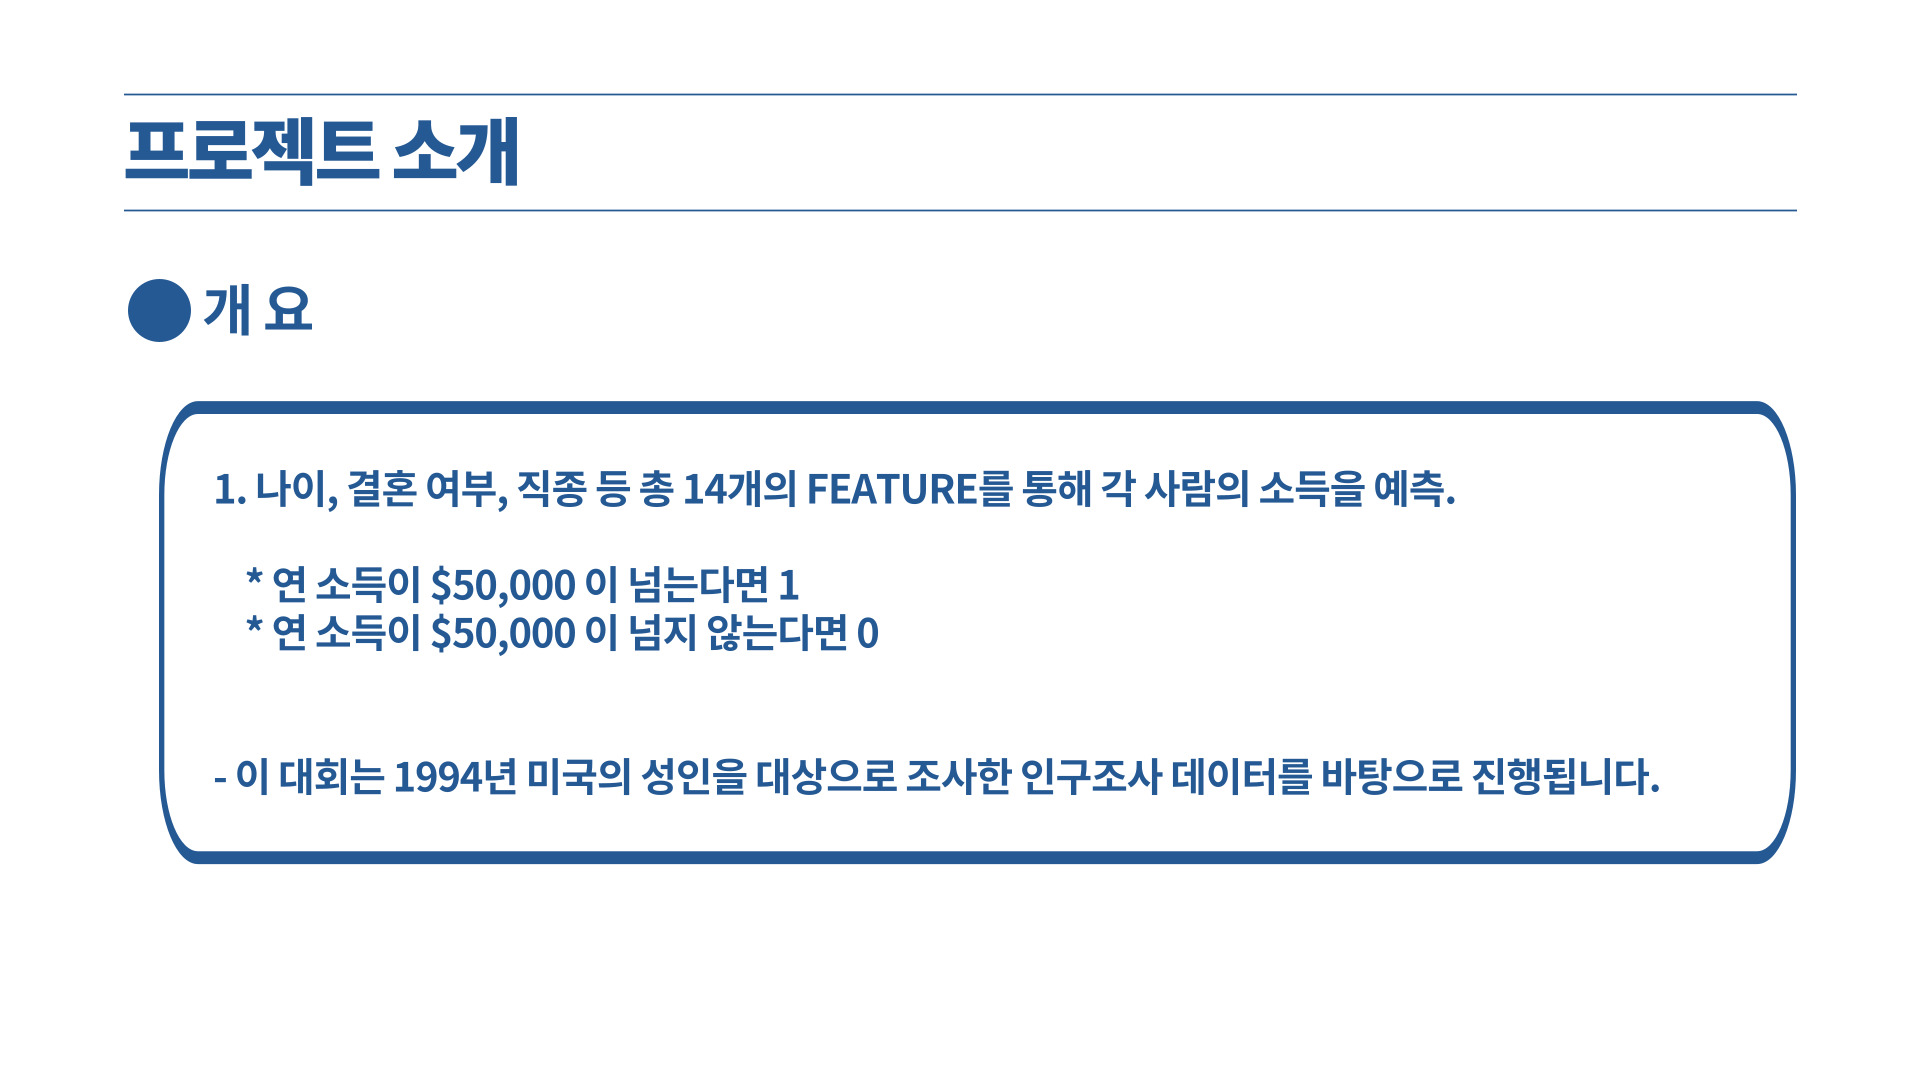 프로젝트 소개
개 요
1. 나이, 결혼 여부, 직종 등 총 14개의 FEATURE를 통해 각 사람의 소득을 예측.
* 연 소득이 $50,000 이 넘는다면 1
* 연 소득이 $50,000 이 넘지 않는다면 0
- 이 대회는 1994년 미국의 성인을 대상으로 조사한 인구조사 데이터를 바탕으로 진행됩니다.